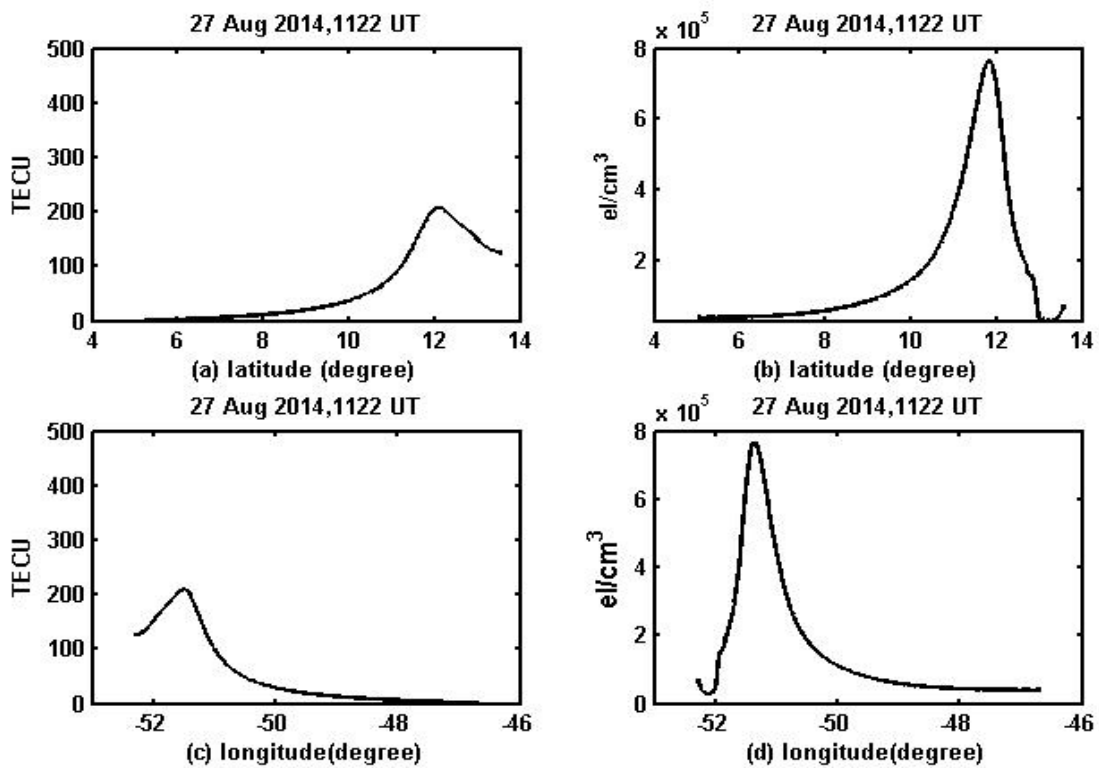 27 Aug 2014,1122 UT
500
400
300
200
100
0
TECU
4 6 8 10 12 14
(a) latitude (degree)
27 Aug 2014,1122 UT
x 10^5
8
6
4
2
el/cm^3
4 6 8 10 12 14
(b) latitude (degree)
27 Aug 2014,1122 UT
500
400
300
200
100
0
TECU
-52 -50 -48 -46
(c) longitude(degree)
27 Aug 2014,1122 UT
x 10^5
8
6
4
2
0
el/cm^3
-52 -50 -48 -46
(d) longitude(degree)